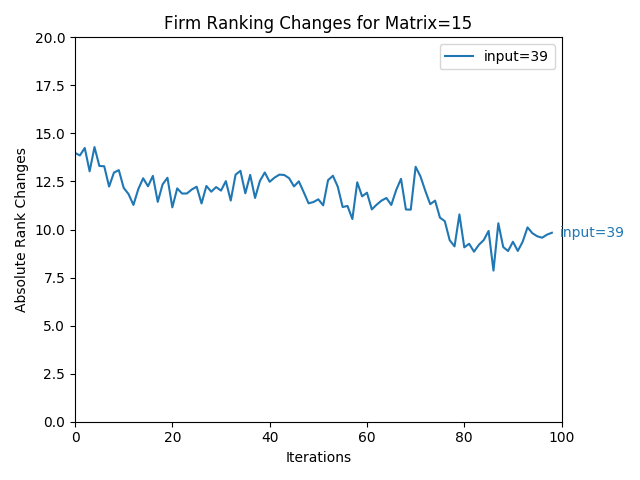 Firm Ranking Changes for Matrix=15
20.0
17.5
15.0
12.5
10.0
7.5
5.0
2.5
0.0
Absolute Rank Changes
input=39
input=39
0 20 40 60 80 100
Iterations